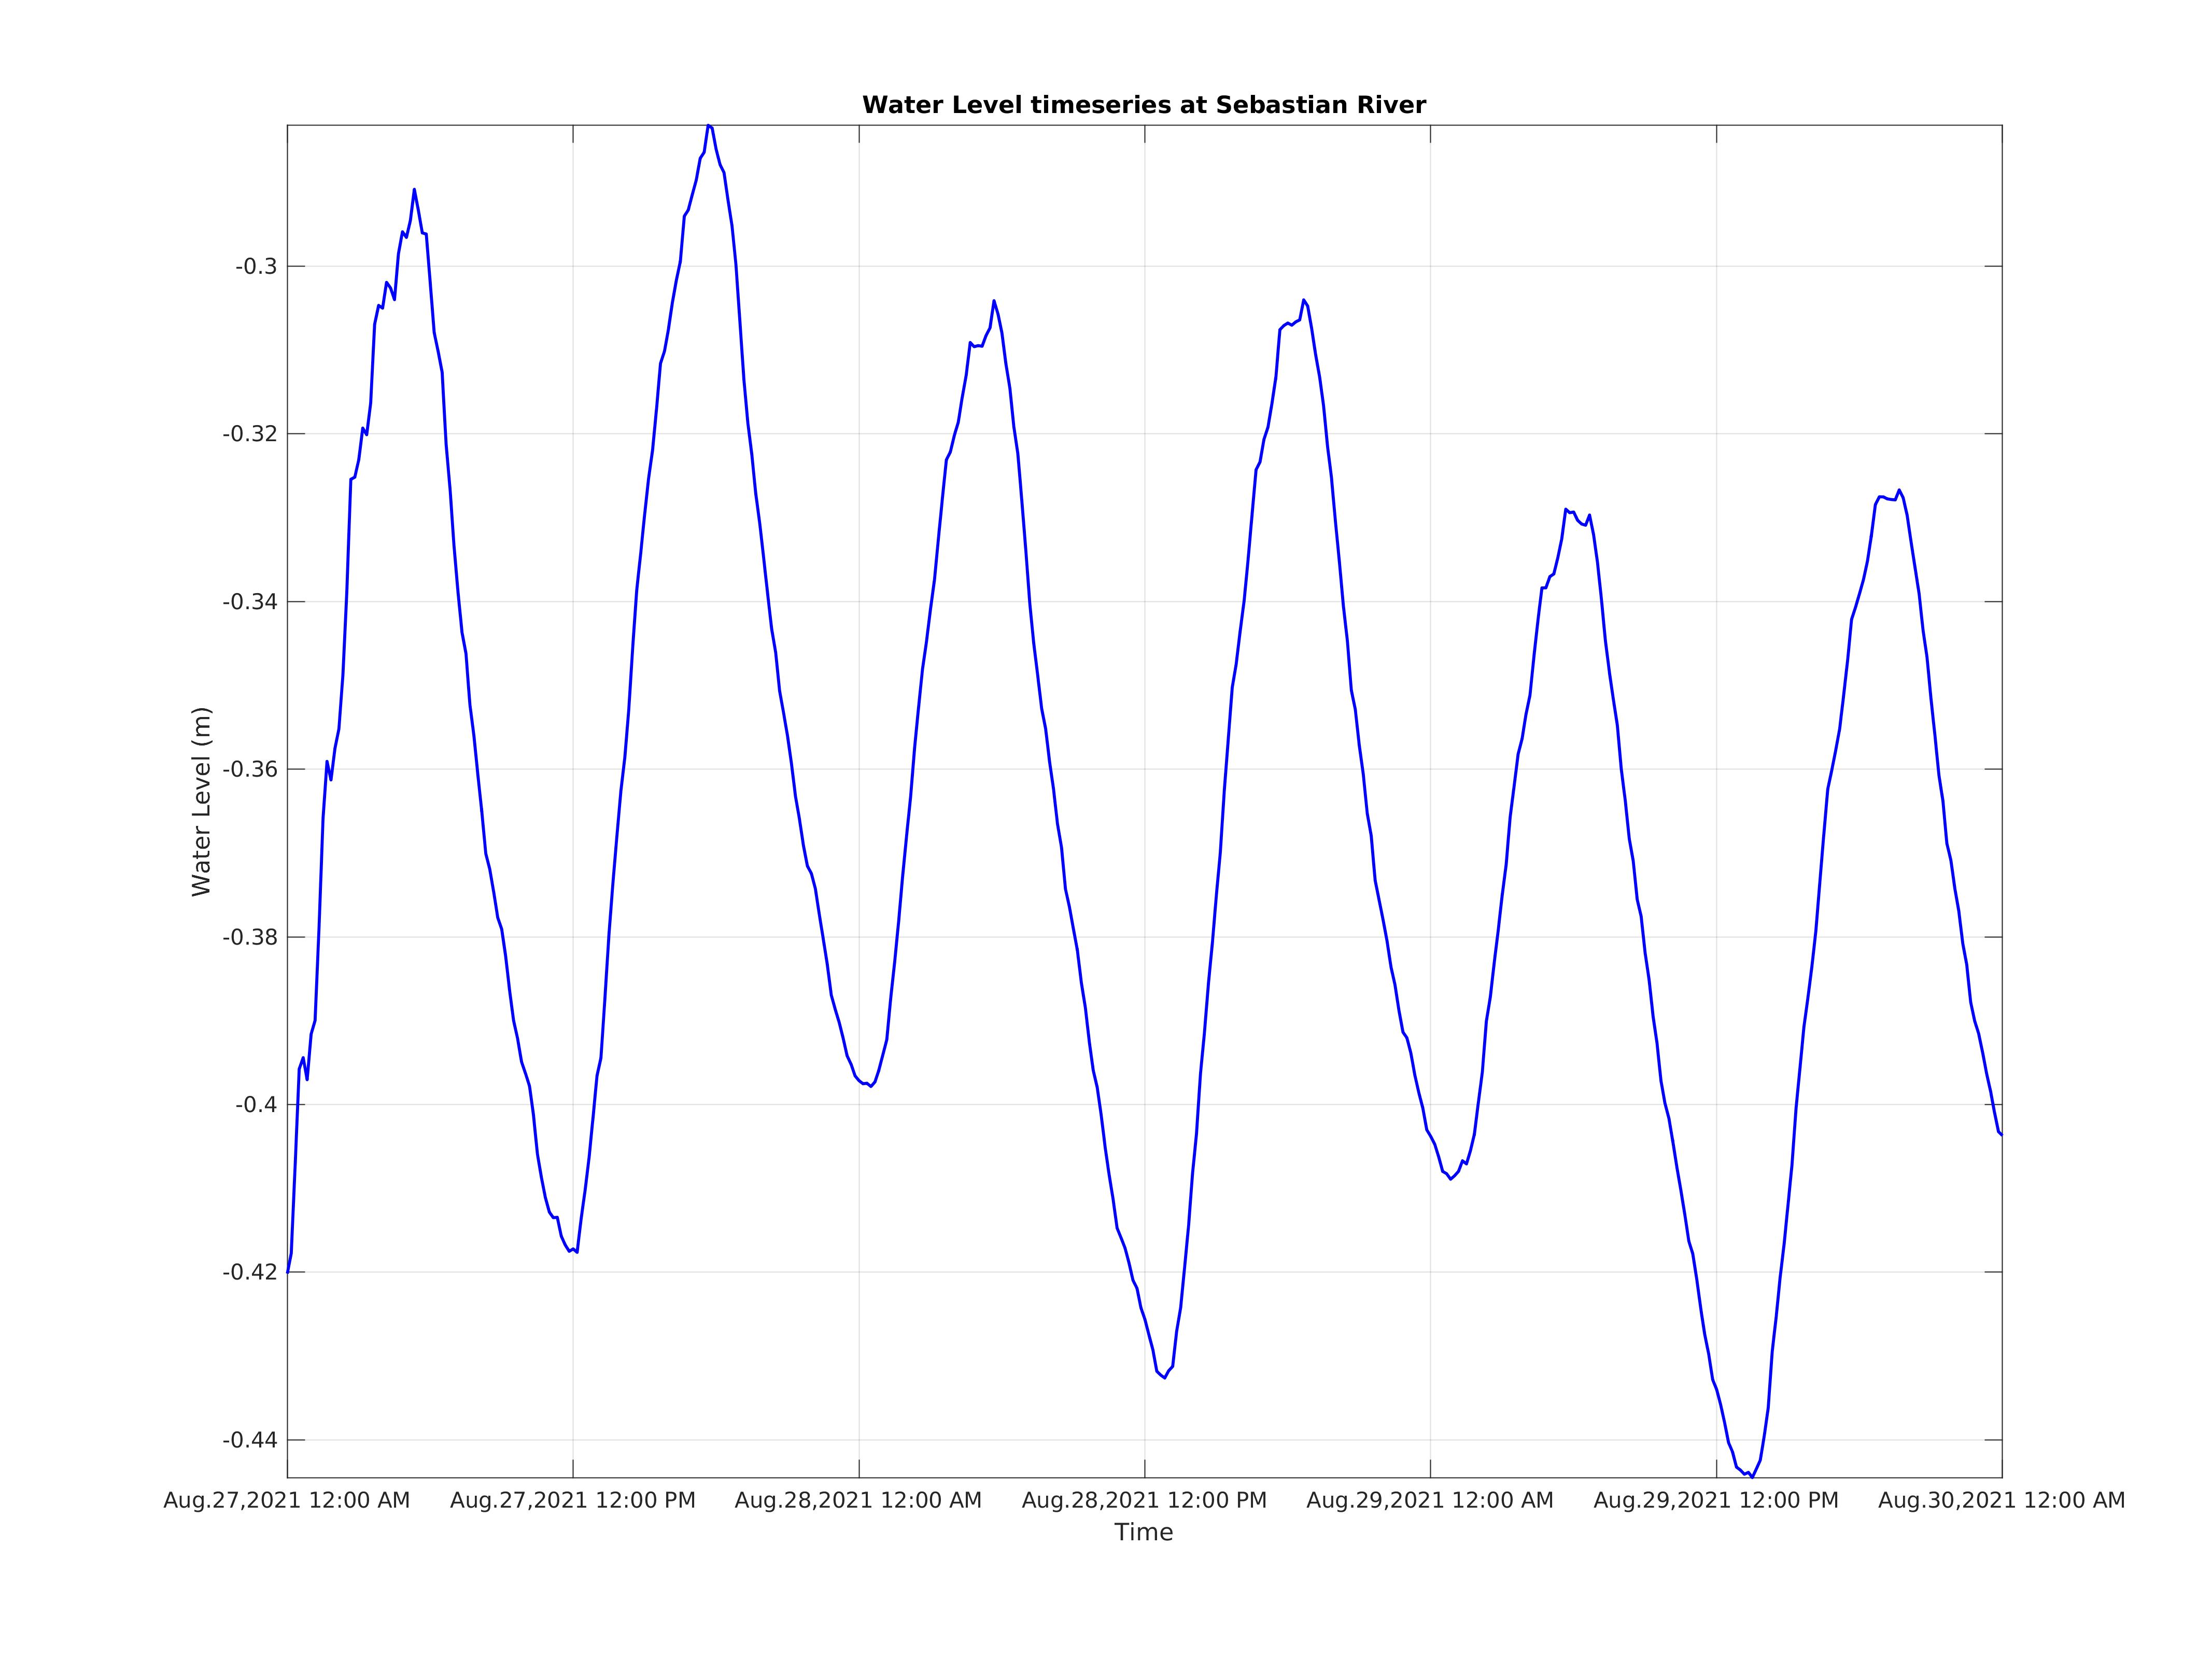 Water Level timeseries at Sebastian River
-0.3
-0.32
-0.34
-0.36
-0.38
-0.4
-0.42
-0.44
Water Level (m)
Aug.27,2021 12:00 AM Aug.27,2021 12:00 PM Aug.28,2021 12:00 AM Aug.28,2021 12:00 PM Aug.29,2021 12:00 AM Aug.29,2021 12:00 PM Aug.30,2021 12:00 AM
Time